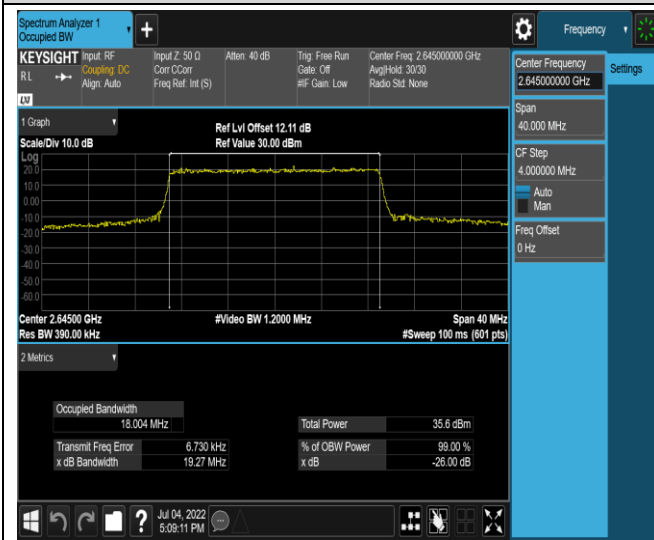 Spectrum Analyzer 1
Occupied BW
+
Frequency
KEYSIGHT
RL
LXI
Input: RF
Coupling: DC
Align: Auto
Input Z: 50 Ω
Corr CCorr
Freq Ref: Int (S)
Atten: 40 dB
Trig: Free Run
Gate: Off
#IF Gain: Low
Center Freq: 2.645000000 GHz
Avg|Hold: 30/30
Radio Std: None
Center Frequency
2.645000000 GHz
Settings
Span
40.000 MHz
CF Step
4.000000 MHz
Auto
Man
Freq Offset
0 Hz
1 Graph
Scale/Div 10.0 dB
Ref Lvl Offset 12.11 dB
Ref Value 30.00 dBm
Log
20.0
10.0
0.00
-10.0
-20.0
-30.0
-40.0
-50.0
-60.0
Center 2.64500 GHz
#Video BW 1.2000 MHz
Span 40 MHz
Res BW 390.00 kHz
#Sweep 100 ms (601 pts)
2 Metrics
Occupied Bandwidth
18.004 MHz
Total Power 35.6 dBm
Transmit Freq Error 6.730 kHz
% of OBW Power 99.00 %
x dB Bandwidth 19.27 MHz
x dB -26.00 dB
?
Jul 04, 2022
5:09:11 PM